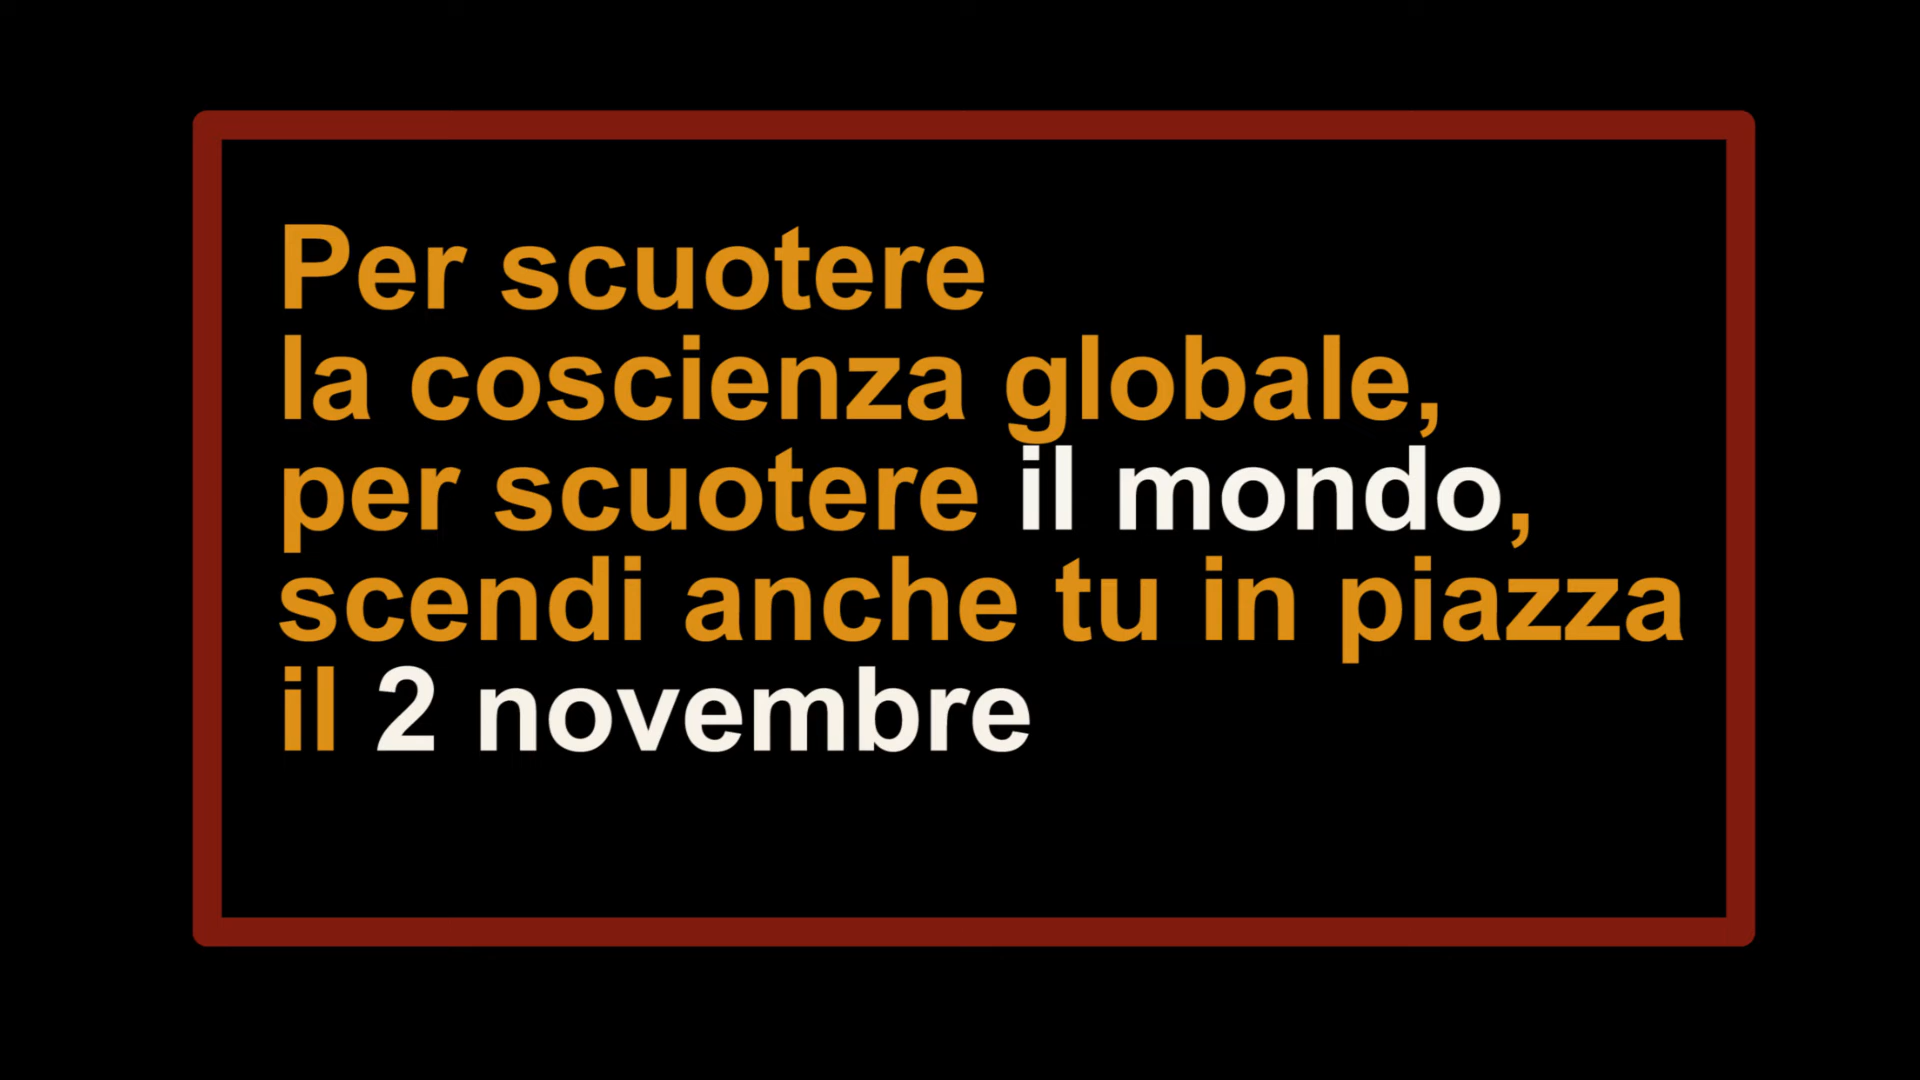 Per scuotere
la coscienza globale,
per scuotere il mondo,
scendi anche tu in piazza
il 2 novembre